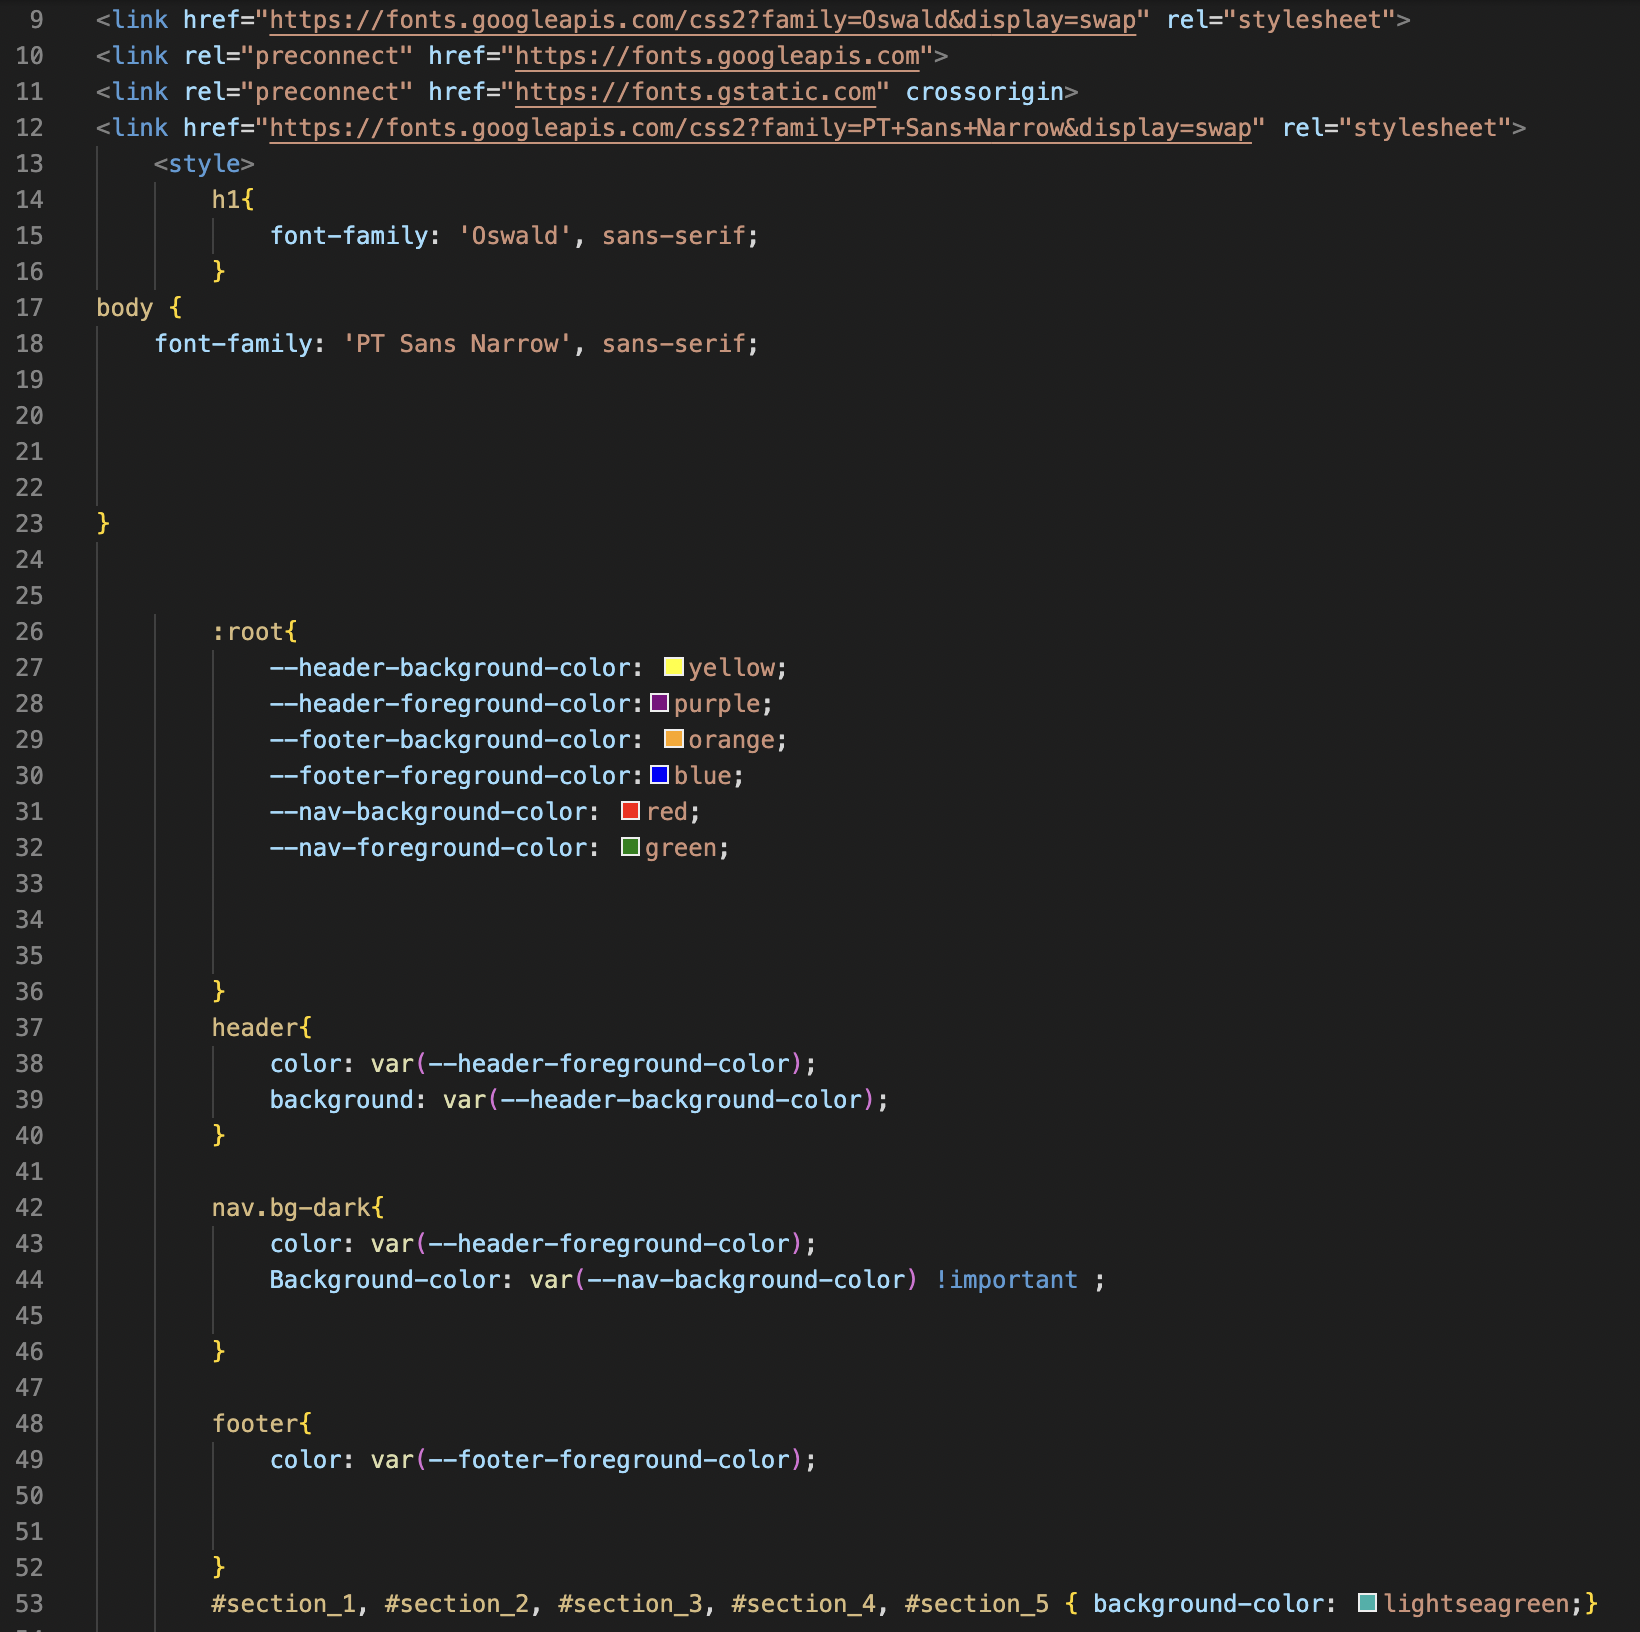 9 <link href="https://fonts.googleapis.com/css2?family=Oswald&display=swap" rel="stylesheet">
10 <link rel="preconnect" href="https://fonts.googleapis.com">
11 <link rel="preconnect" href="https://fonts.gstatic.com" crossorigin>
12 <link href="https://fonts.googleapis.com/css2?family=PT+Sans+Narrow&display=swap" rel="stylesheet">
13 <style>
14 h1{
15 font-family: 'Oswald', sans-serif;
16 }
17 body {
18 font-family: 'PT Sans Narrow', sans-serif;
19
20
21
22
23 }
24
25
26 :root{
27 --header-background-color: yellow;
28 --header-foreground-color: purple;
29 --footer-background-color: orange;
30 --footer-foreground-color: blue;
31 --nav-background-color: red;
32 --nav-foreground-color: green;
33
34
35
36 }
37 header{
38 color: var(--header-foreground-color);
39 background: var(--header-background-color);
40 }
41
42 nav.bg-dark{
43 color: var(--header-foreground-color);
44 Background-color: var(--nav-background-color) !important ;
45
46 }
47
48 footer{
49 color: var(--footer-foreground-color);
50
51
52 }
53 #section_1, #section_2, #section_3, #section_4, #section_5 { background-color: lightseagreen;}